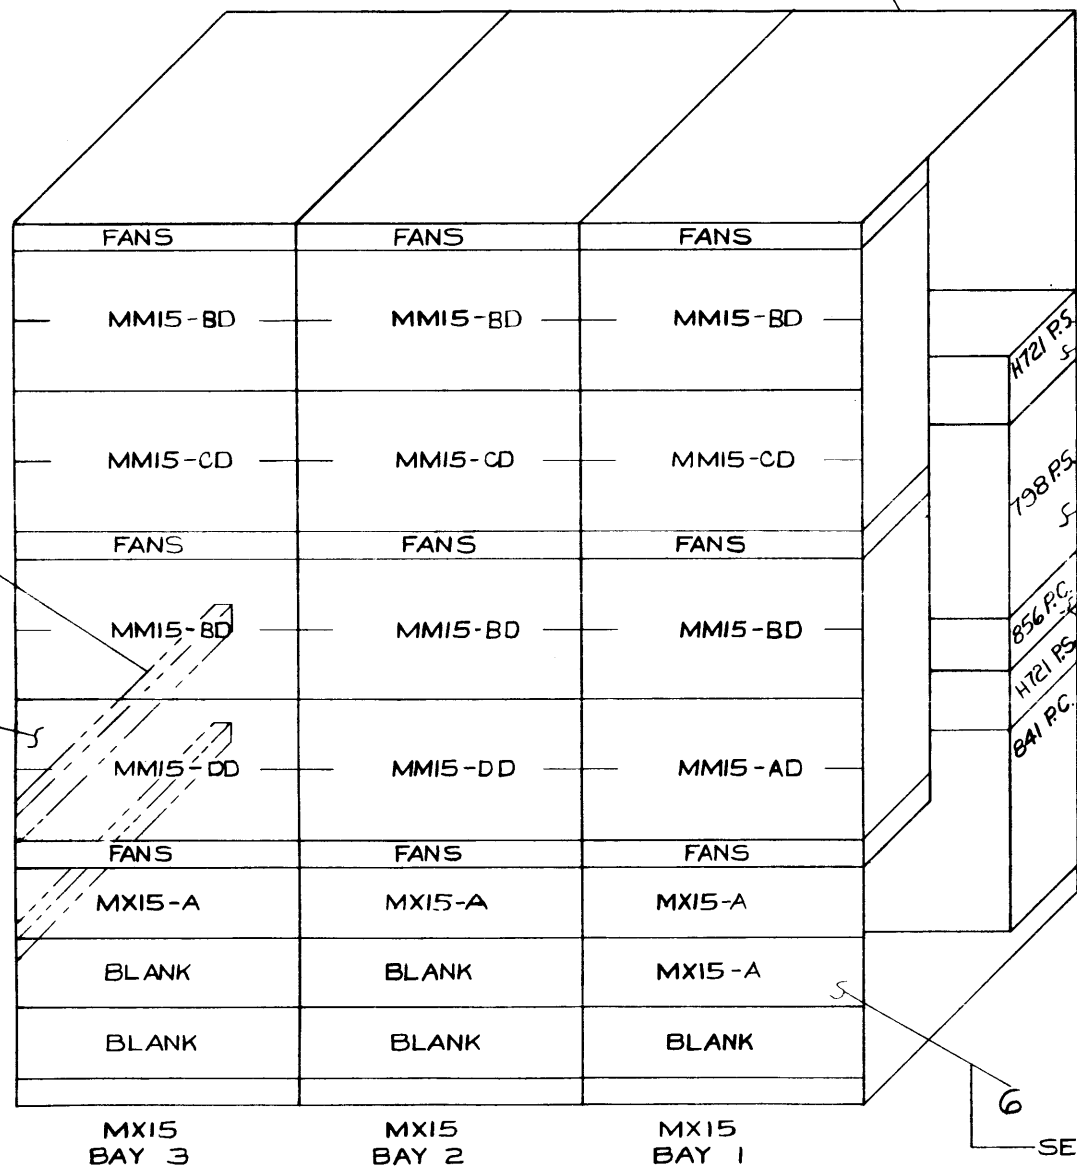 FANS FANS FANS
MM15-BD MM15-BD MM15-BD
H721 P.S.
MM15-CD MM15-CD MM15-CD
798 P.S.
FANS FANS FANS
MM15-BD MM15-BD MM15-BD
856 P.C.
H721 P.S.
841 P.C.
MM15-DD MM15-DD MM15-AD
FANS FANS FANS
MX15-A MX15-A MX15-A
BLANK BLANK MX15-A
BLANK BLANK BLANK
6
MX15 MX15 MX15
BAY 3 BAY 2 BAY 1
SE